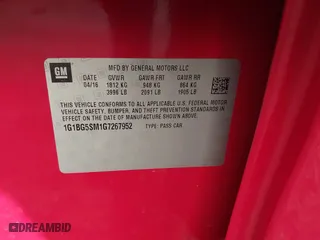 GM
MFD BY GENERAL MOTORS LLC
DATE GVWR GAWR FRT GAWR RR
04/16 1812 KG 948 KG 864 KG
3996 LB 2091 LB 1905 LB
THIS VEHICLE CONFORMS TO ALL APPLICABLE U.S. FEDERAL
MOTOR VEHICLE SAFETY, BUMPER, AND THEFT PREVENTION
STANDARDS IN EFFECT ON THE DATE OF MANUFACTURE SHOWN ABOVE.
1G1BG5SM1G7267952 TYPE: PASS CAR
DREAMBID